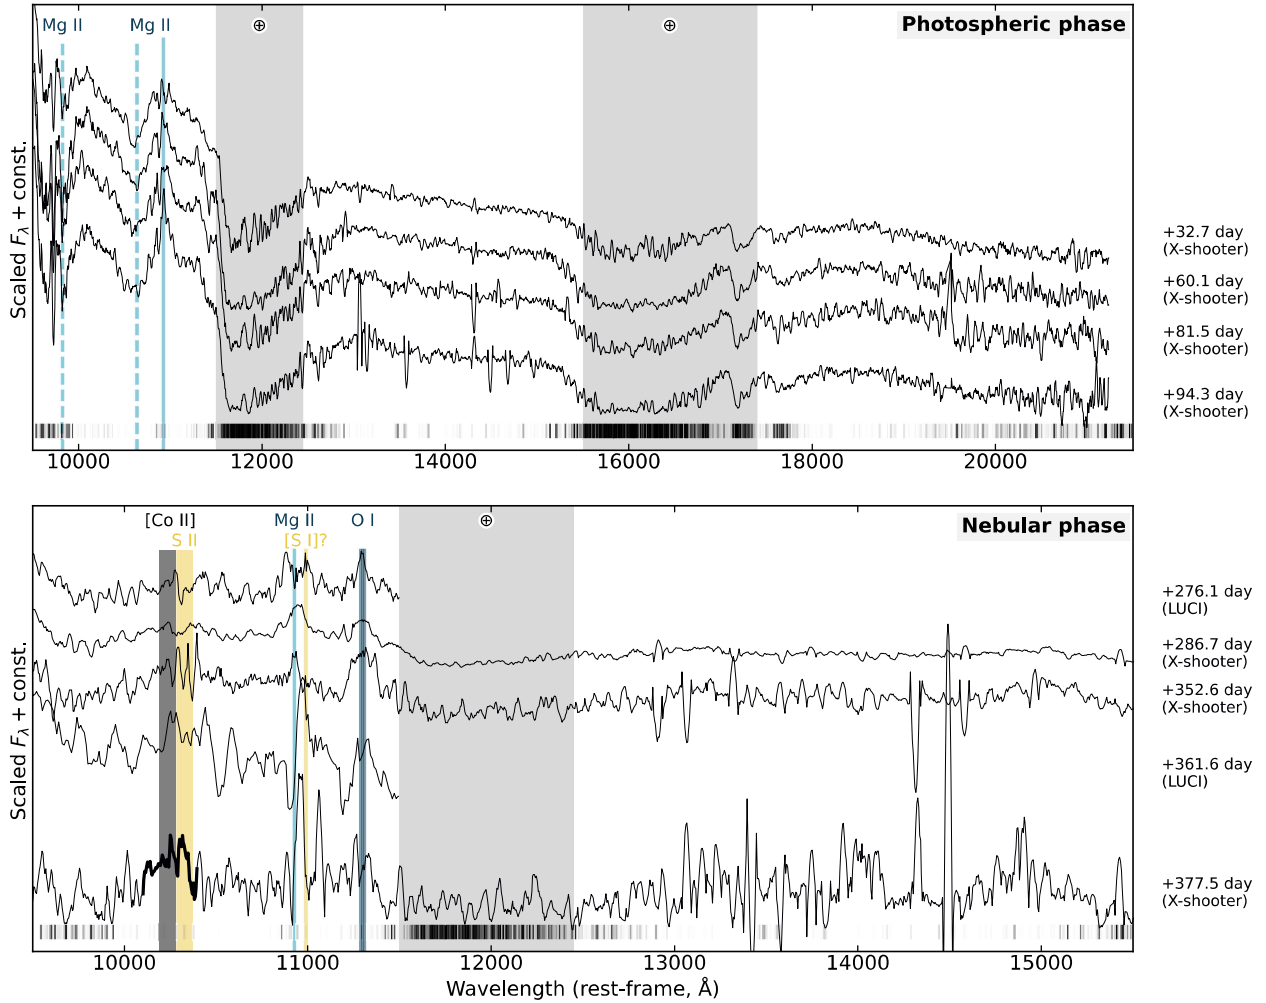 Mg II
Mg II
⊕
⊕
Photospheric phase
Scaled Fλ + const.
+32.7 day
(X-shooter)
+60.1 day
(X-shooter)
+81.5 day
(X-shooter)
+94.3 day
(X-shooter)
10000
12000
14000
16000
18000
20000
[Co II]
S II
Mg II
[S I]?
O I
⊕
Nebular phase
Scaled Fλ + const.
+276.1 day
(LUCI)
+286.7 day
(X-shooter)
+352.6 day
(X-shooter)
+361.6 day
(LUCI)
+377.5 day
(X-shooter)
10000
11000
12000
13000
14000
15000
Wavelength (rest-frame, Å)